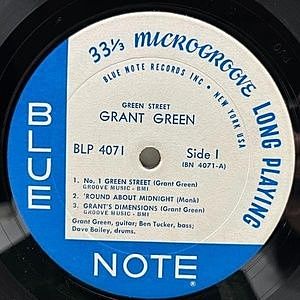 33⅓ MICROGROOVE LONG PLAYING
BLUE NOTE RECORDS INC • NEW YORK USA
GREEN STREET
GRANT GREEN
BLP 4071
Side 1
(BN 4071-A)
1. No. 1 GREEN STREET (Grant Green)
GROOVE MUSIC - BMI
2. 'ROUND ABOUT MIDNIGHT (Monk)
3. GRANT'S DIMENSIONS (Grant Green)
GROOVE MUSIC - BMI
Grant Green, guitar; Ben Tucker, bass;
Dave Bailey, drums.
BLUE
NOTE®